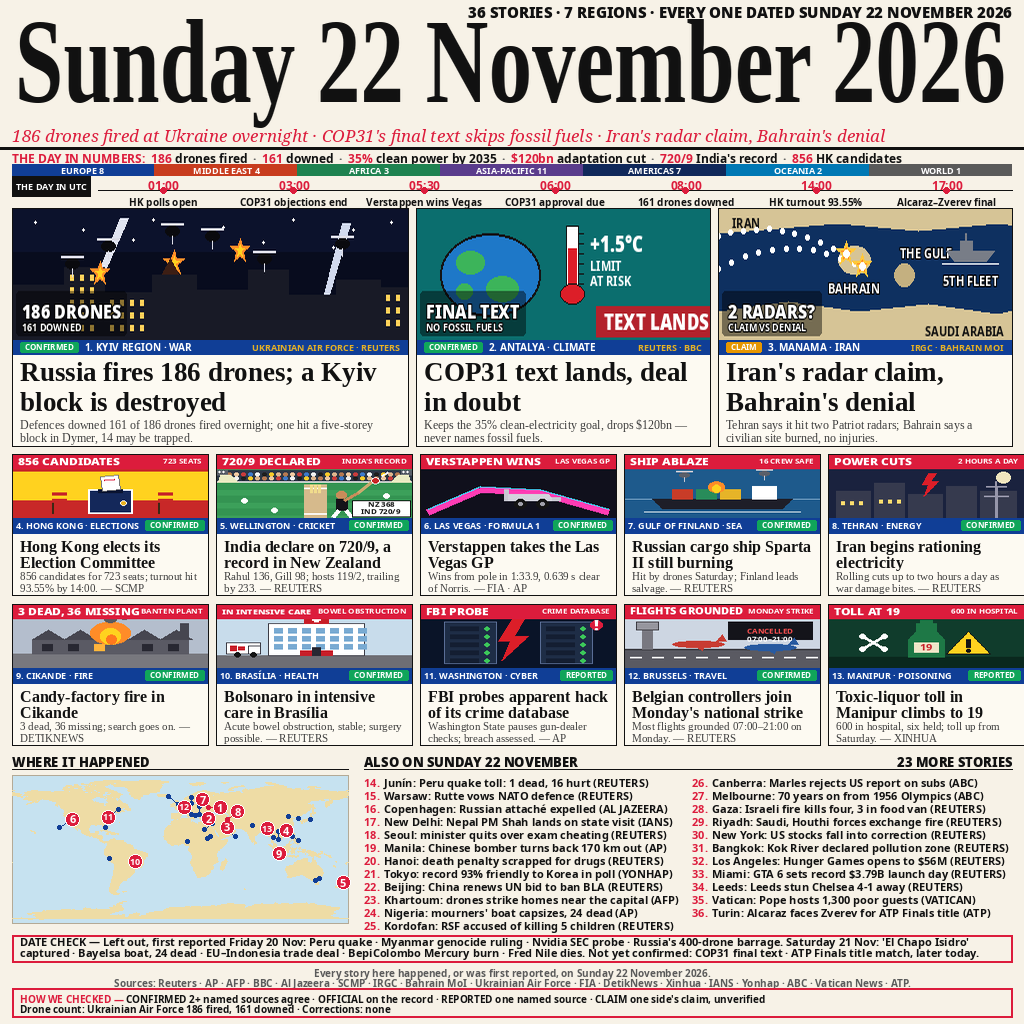 36 STORIES · 7 REGIONS · EVERY ONE DATED SUNDAY 22 NOVEMBER 2026
Sunday 22 November 2026
186 drones fired at Ukraine overnight · COP31's final text skips fossil fuels · Iran's radar claim, Bahrain's denial
THE DAY IN NUMBERS: 186 drones fired · 161 downed · 35% clean power by 2035 · $120bn adaptation cut · 720/9 India's record · 856 HK candidates
EUROPE 8 MIDDLE EAST 4 AFRICA 3 ASIA-PACIFIC 11 AMERICAS 7 OCEANIA 2 WORLD 1
THE DAY IN UTC
01:00 03:00 05:30 06:00 08:00 14:00 17:00
HK polls open COP31 objections end Verstappen wins Vegas COP31 approval due 161 drones downed HK turnout 93.55% Alcaraz–Zverev final
186 DRONES
161 DOWNED
CONFIRMED 1. KYIV REGION · WAR UKRAINIAN AIR FORCE · REUTERS
Russia fires 186 drones; a Kyiv
block is destroyed
Defences downed 161 of 186 drones fired overnight; one hit a five-storey
block in Dymer, 14 may be trapped.
+1.5°C
LIMIT
AT RISK
FINAL TEXT
NO FOSSIL FUELS
TEXT LANDS
CONFIRMED 2. ANTALYA · CLIMATE REUTERS · BBC
COP31 text lands, deal
in doubt
Keeps the 35% clean-electricity goal, drops $120bn —
never names fossil fuels.
IRAN
THE GULF
BAHRAIN
5TH FLEET
2 RADARS?
CLAIM VS DENIAL
SAUDI ARABIA
CLAIM 3. MANAMA · IRAN IRGC · BAHRAIN MOI
Iran's radar claim,
Bahrain's denial
Tehran says it hit two Patriot radars; Bahrain says a
civilian site burned, no injuries.
856 CANDIDATES 723 SEATS
4. HONG KONG · ELECTIONS CONFIRMED
Hong Kong elects its
Election Committee
856 candidates for 723 seats; turnout hit
93.55% by 14:00. — SCMP
720/9 DECLARED INDIA'S RECORD
NZ 368
IND 720/9
5. WELLINGTON · CRICKET CONFIRMED
India declare on 720/9, a
record in New Zealand
Rahul 136, Gill 98; hosts 119/2, trailing
by 233. — REUTERS
VERSTAPPEN WINS LAS VEGAS GP
6. LAS VEGAS · FORMULA 1 CONFIRMED
Verstappen takes the Las
Vegas GP
Wins from pole in 1:33.9, 0.639 s clear
of Norris. — FIA · AP
SHIP ABLAZE 16 CREW SAFE
7. GULF OF FINLAND · SEA CONFIRMED
Russian cargo ship Sparta
II still burning
Hit by drones Saturday; Finland leads
salvage. — REUTERS
POWER CUTS 2 HOURS A DAY
8. TEHRAN · ENERGY CONFIRMED
Iran begins rationing
electricity
Rolling cuts up to two hours a day as
war damage bites. — REUTERS
3 DEAD, 36 MISSING BANTEN PLANT
9. CIKANDE · FIRE CONFIRMED
Candy-factory fire in
Cikande
3 dead, 36 missing; search goes on. —
DETIKNEWS
IN INTENSIVE CARE BOWEL OBSTRUCTION
10. BRASÍLIA · HEALTH CONFIRMED
Bolsonaro in intensive
care in Brasília
Acute bowel obstruction, stable; surgery
possible. — REUTERS
FBI PROBE CRIME DATABASE
!
11. WASHINGTON · CYBER REPORTED
FBI probes apparent hack
of its crime database
Washington State pauses gun-dealer
checks; breach assessed. — AP
FLIGHTS GROUNDED MONDAY STRIKE
CANCELLED
07:00–21:00
12. BRUSSELS · TRAVEL CONFIRMED
Belgian controllers join
Monday's national strike
Most flights grounded 07:00–21:00 on
Monday. — REUTERS
TOLL AT 19 600 IN HOSPITAL
19
!
13. MANIPUR · POISONING REPORTED
Toxic-liquor toll in
Manipur climbs to 19
600 in hospital, six held; toll up from
Saturday. — XINHUA
WHERE IT HAPPENED
6 11 10 12 7 1 2 3 8 13 4 9 5
ALSO ON SUNDAY 22 NOVEMBER 23 MORE STORIES
14. Junín: Peru quake toll: 1 dead, 16 hurt (REUTERS)
15. Warsaw: Rutte vows NATO defence (REUTERS)
16. Copenhagen: Russian attaché expelled (AL JAZEERA)
17. New Delhi: Nepal PM Shah lands on state visit (IANS)
18. Seoul: minister quits over exam cheating (REUTERS)
19. Manila: Chinese bomber turns back 170 km out (AP)
20. Hanoi: death penalty scrapped for drugs (REUTERS)
21. Tokyo: record 93% friendly to Korea in poll (YONHAP)
22. Beijing: China renews UN bid to ban BLA (REUTERS)
23. Khartoum: drones strike homes near the capital (AFP)
24. Nigeria: mourners' boat capsizes, 24 dead (AP)
25. Kordofan: RSF accused of killing 5 children (REUTERS)
26. Canberra: Marles rejects US report on subs (ABC)
27. Melbourne: 70 years on from 1956 Olympics (ABC)
28. Gaza: Israeli fire kills four, 3 in food van (REUTERS)
29. Riyadh: Saudi, Houthi forces exchange fire (REUTERS)
30. New York: US stocks fall into correction (REUTERS)
31. Bangkok: Kok River declared pollution zone (REUTERS)
32. Los Angeles: Hunger Games opens to $56M (REUTERS)
33. Miami: GTA 6 sets record $3.79B launch day (REUTERS)
34. Leeds: Leeds stun Chelsea 4-1 away (REUTERS)
35. Vatican: Pope hosts 1,300 poor guests (VATICAN)
36. Turin: Alcaraz faces Zverev for ATP Finals title (ATP)
DATE CHECK — Left out, first reported Friday 20 Nov: Peru quake · Myanmar genocide ruling · Nvidia SEC probe · Russia's 400-drone barrage. Saturday 21 Nov: 'El Chapo Isidro'
captured · Bayelsa boat, 24 dead · EU–Indonesia trade deal · BepiColombo Mercury burn · Fred Nile dies. Not yet confirmed: COP31 final text · ATP Finals title match, later today.
Every story here happened, or was first reported, on Sunday 22 November 2026.
Sources: Reuters · AP · AFP · BBC · Al Jazeera · SCMP · IRGC · Bahrain MoI · Ukrainian Air Force · FIA · DetikNews · Xinhua · IANS · Yonhap · ABC · Vatican News · ATP.
HOW WE CHECKED — CONFIRMED 2+ named sources agree · OFFICIAL on the record · REPORTED one named source · CLAIM one side's claim, unverified
Drone count: Ukrainian Air Force 186 fired, 161 downed · Corrections: none